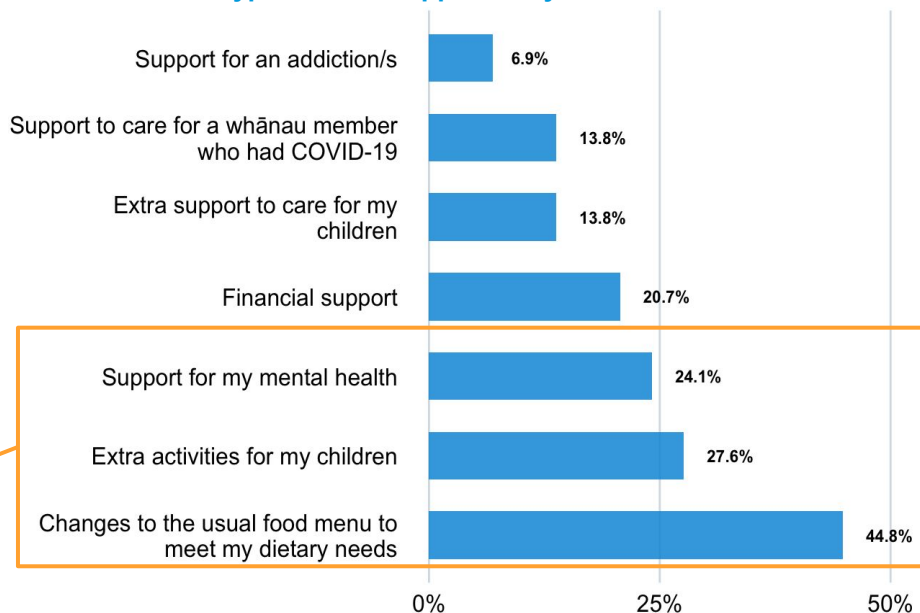 Support for an addiction/s
6.9%
Support to care for a whānau member
who had COVID-19
13.8%
Extra support to care for my
children
13.8%
Financial support
20.7%
Support for my mental health
24.1%
Extra activities for my children
27.6%
Changes to the usual food menu to
meet my dietary needs
44.8%
0%
25%
50%